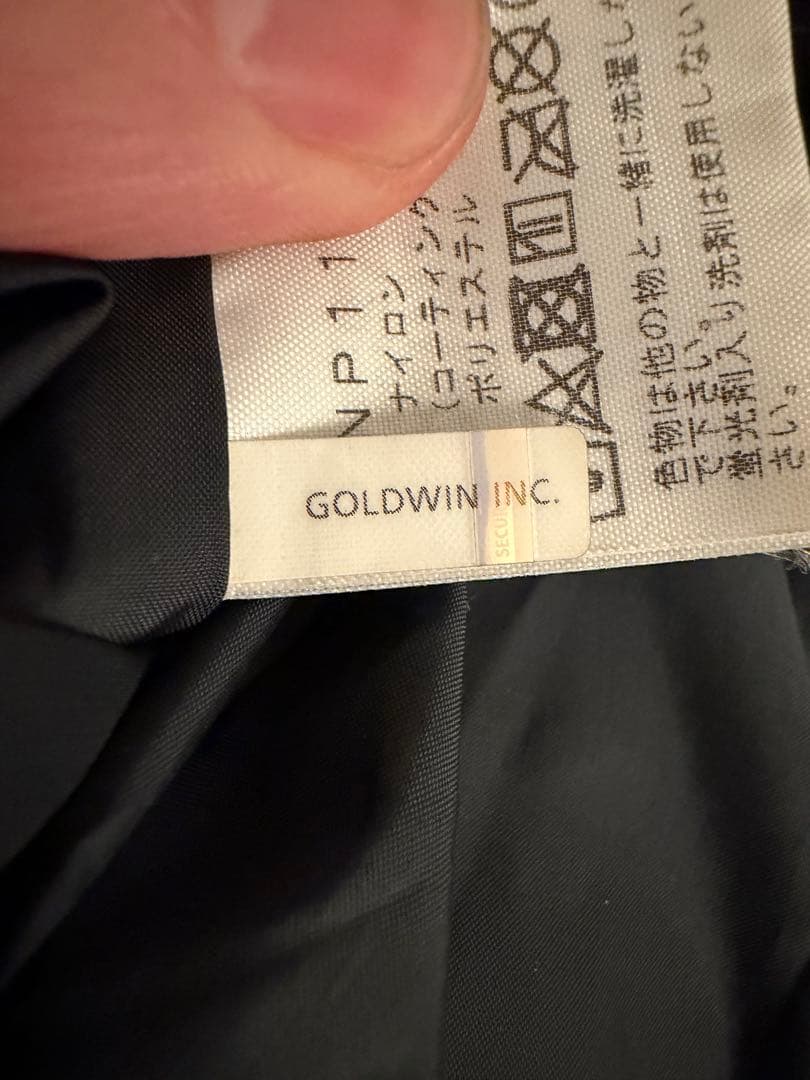 NP11
ナイロン
(コーティング
ポリエステル
色物は他の物と一緒に洗濯した
で下さい。
蛍光剤入り洗剤は使用しない
さい。
GOLDWIN INC.
SECU